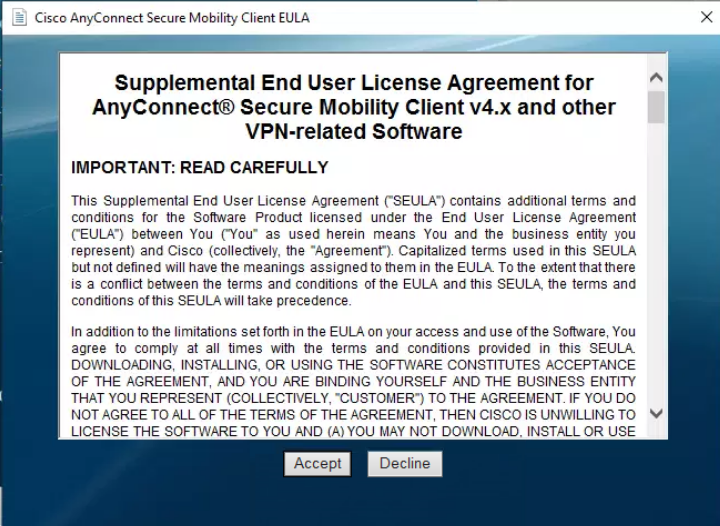 Cisco AnyConnect Secure Mobility Client EULA
Supplemental End User License Agreement for
AnyConnect® Secure Mobility Client v4.x and other
VPN-related Software
IMPORTANT: READ CAREFULLY
This Supplemental End User License Agreement ("SEULA") contains additional terms and
conditions for the Software Product licensed under the End User License Agreement
("EULA") between You ("You" as used herein means You and the business entity you
represent) and Cisco (collectively, the "Agreement"). Capitalized terms used in this SEULA
but not defined will have the meanings assigned to them in the EULA. To the extent that there
is a conflict between the terms and conditions of the EULA and this SEULA, the terms and
conditions of this SEULA will take precedence.
In addition to the limitations set forth in the EULA on your access and use of the Software, You
agree to comply at all times with the terms and conditions provided in this SEULA.
DOWNLOADING, INSTALLING, OR USING THE SOFTWARE CONSTITUTES ACCEPTANCE
OF THE AGREEMENT, AND YOU ARE BINDING YOURSELF AND THE BUSINESS ENTITY
THAT YOU REPRESENT (COLLECTIVELY, "CUSTOMER") TO THE AGREEMENT. IF YOU DO
NOT AGREE TO ALL OF THE TERMS OF THE AGREEMENT, THEN CISCO IS UNWILLING TO
LICENSE THE SOFTWARE TO YOU AND (A) YOU MAY NOT DOWNLOAD, INSTALL OR USE
Accept Decline